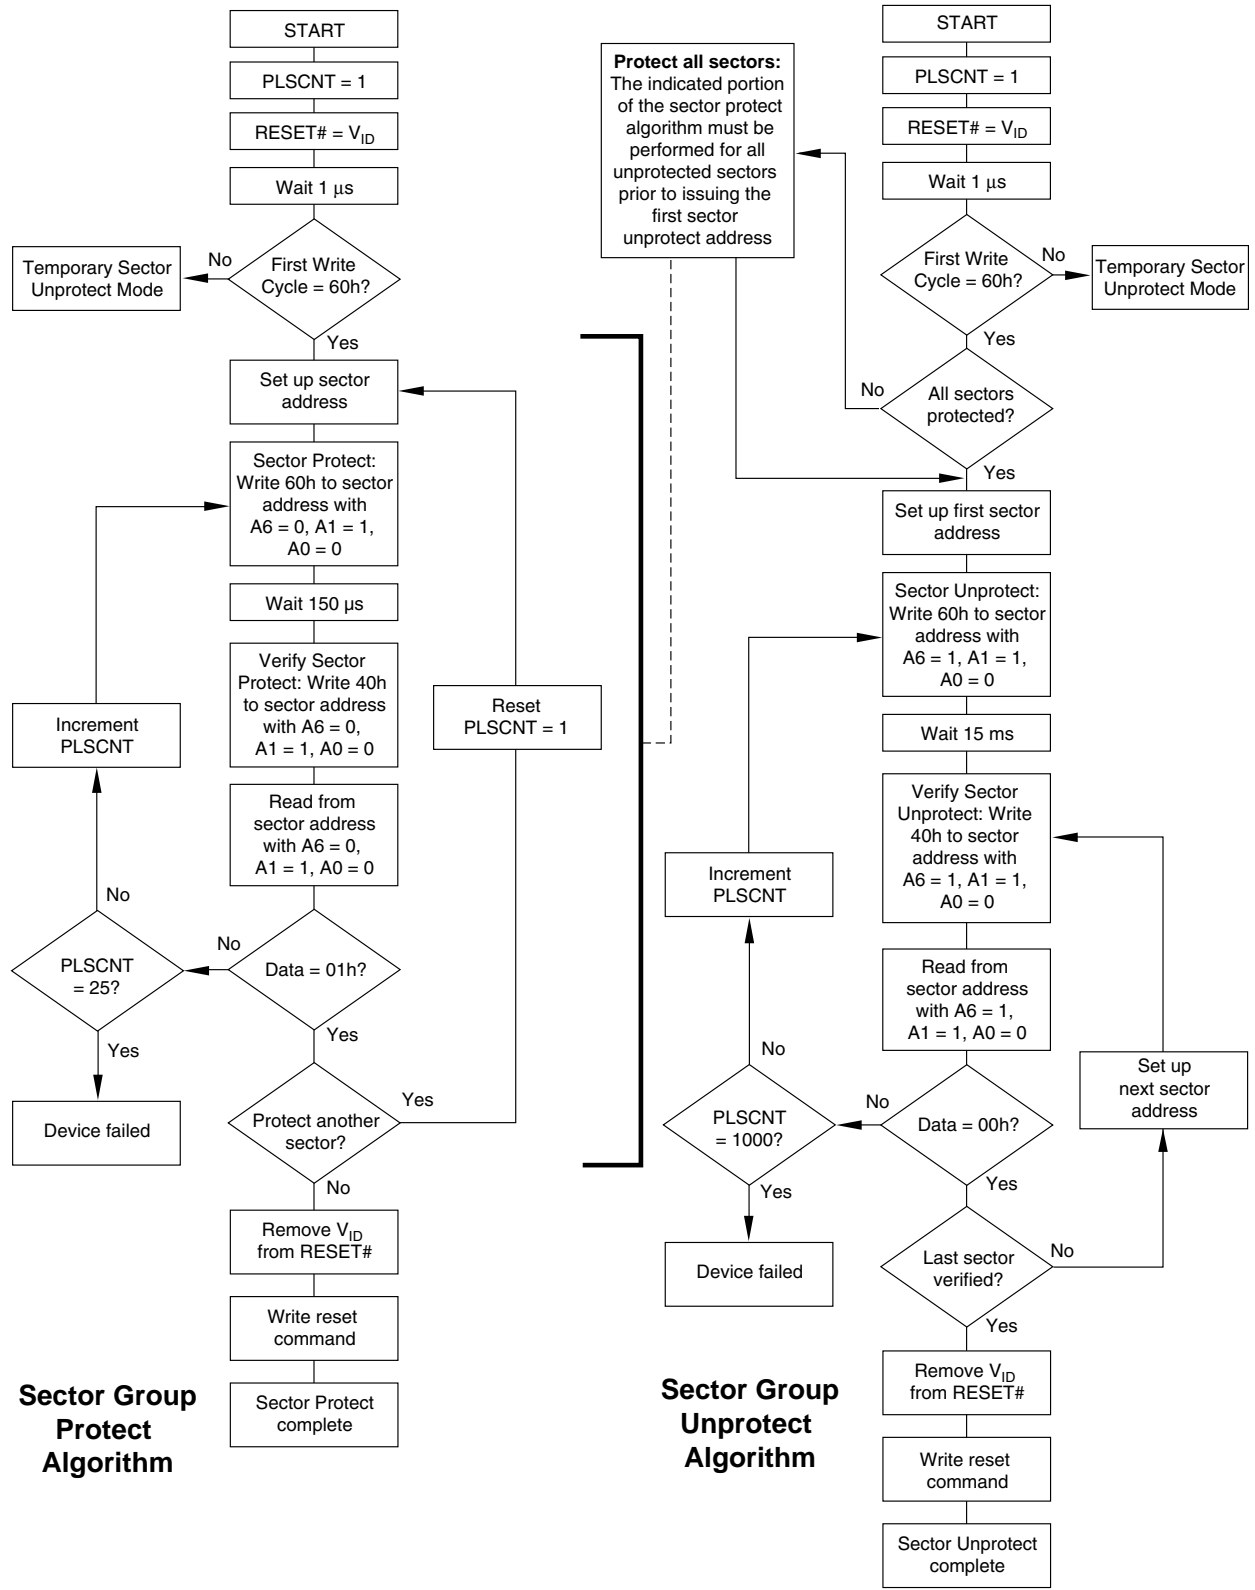 START
PLSCNT = 1
RESET# = VID
Wait 1 μs
First Write
Cycle = 60h?
No
Temporary Sector
Unprotect Mode
Yes
Set up sector
address
Sector Protect:
Write 60h to sector
address with
A6 = 0, A1 = 1,
A0 = 0
Wait 150 µs
Verify Sector
Protect: Write 40h
to sector address
with A6 = 0,
A1 = 1, A0 = 0
Reset
PLSCNT = 1
Increment
PLSCNT
Read from
sector address
with A6 = 0,
A1 = 1, A0 = 0
No
PLSCNT
= 25?
No
Data = 01h?
Yes
Yes
Device failed
Protect another
sector?
Yes
No
Remove VID
from RESET#
Write reset
command
Sector Protect
complete
Sector Group
Protect
Algorithm
Protect all sectors:
The indicated portion
of the sector protect
algorithm must be
performed for all
unprotected sectors
prior to issuing the
first sector
unprotect address
START
PLSCNT = 1
RESET# = VID
Wait 1 μs
First Write
Cycle = 60h?
No
Temporary Sector
Unprotect Mode
Yes
No
All sectors
protected?
Yes
Set up first sector
address
Sector Unprotect:
Write 60h to sector
address with
A6 = 1, A1 = 1,
A0 = 0
Wait 15 ms
Verify Sector
Unprotect: Write
40h to sector
address with
A6 = 1, A1 = 1,
A0 = 0
Increment
PLSCNT
Read from
sector address
with A6 = 1,
A1 = 1, A0 = 0
No
Set up
next sector
address
PLSCNT
= 1000?
No
Data = 00h?
Yes
Yes
Device failed
Last sector
verified?
No
Yes
Remove VID
from RESET#
Write reset
command
Sector Unprotect
complete
Sector Group
Unprotect
Algorithm